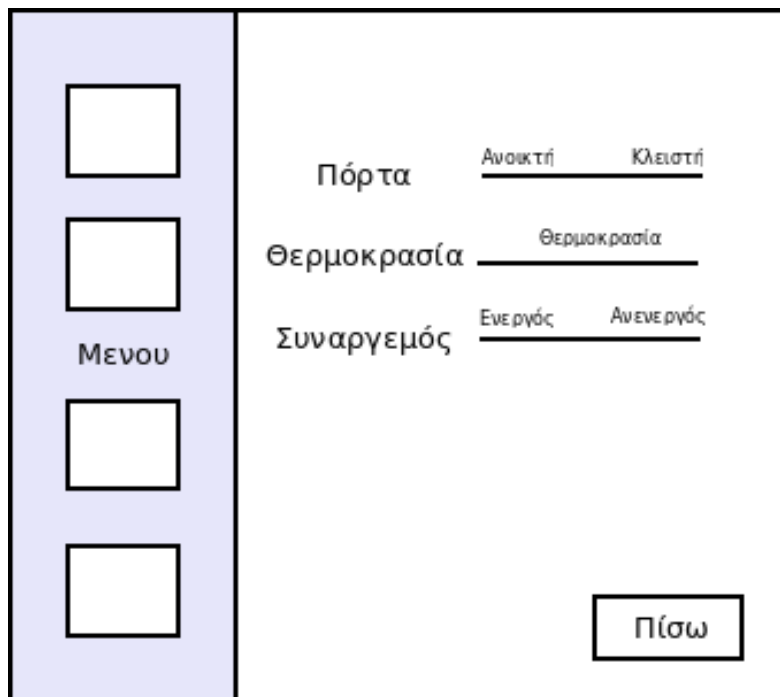 Μενου
Πόρτα Ανοικτή Κλειστή
Θερμοκρασία Θερμοκρασία
Συναργεμός Ενεργός Ανενεργός
Πίσω